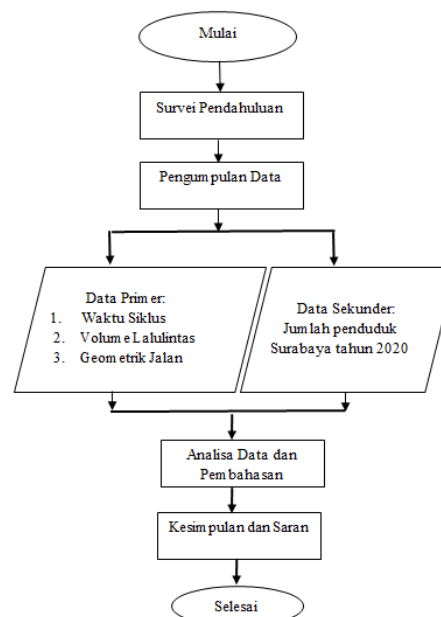 Mulai
Survei Pendahuluan
Pengumpulan Data
Data Primer:
1. Waktu Siklus
2. Volume Lalulintas
3. Geometrik Jalan
Data Sekunder:
Jumlah penduduk
Surabaya tahun 2020
Analisa Data dan
Pembahasan
Kesimpulan dan Saran
Selesai